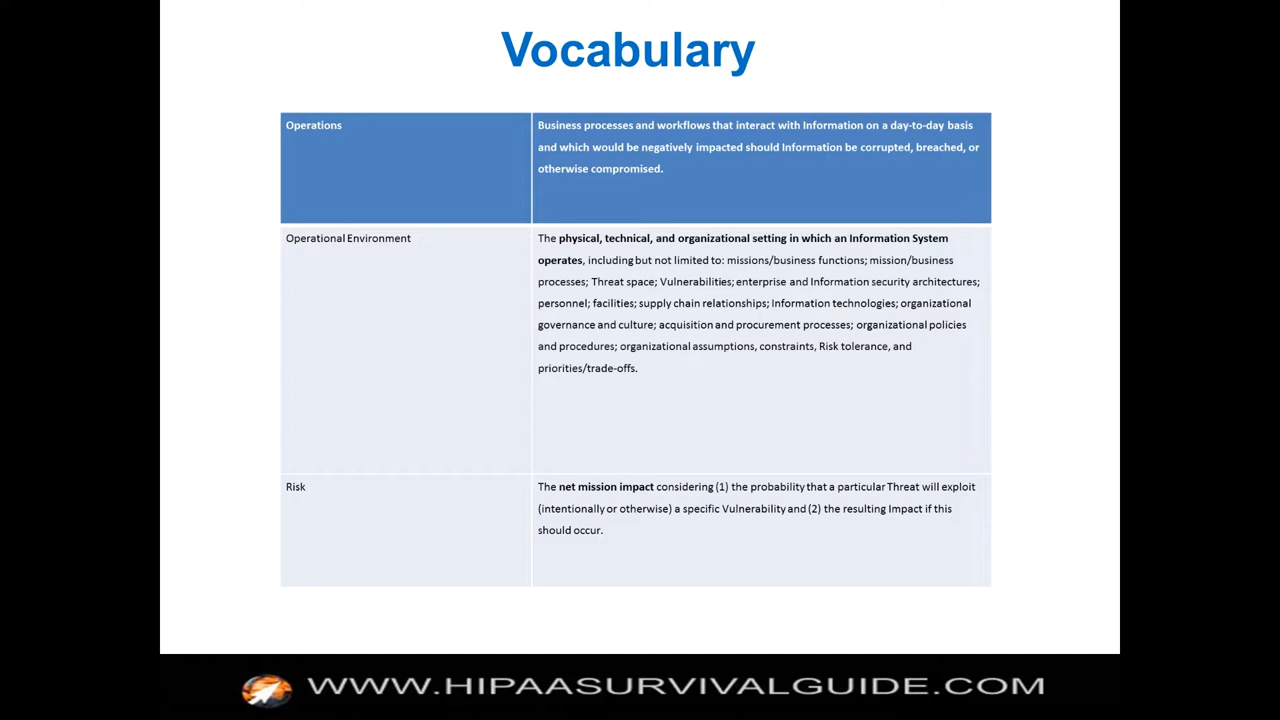 Vocabulary
Operations
Business processes and workflows that interact with Information on a day-to-day basis
and which would be negatively impacted should Information be corrupted, breached, or
otherwise compromised.
Operational Environment
The physical, technical, and organizational setting in which an Information System
operates, including but not limited to: missions/business functions; mission/business
processes; Threat space; Vulnerabilities; enterprise and Information security architectures;
personnel; facilities; supply chain relationships; Information technologies; organizational
governance and culture; acquisition and procurement processes; organizational policies
and procedures; organizational assumptions, constraints, Risk tolerance, and
priorities/trade-offs.
Risk
The net mission impact considering (1) the probability that a particular Threat will exploit
(intentionally or otherwise) a specific Vulnerability and (2) the resulting Impact if this
should occur.
WWW.HIPAASURVIVALGUIDE.COM